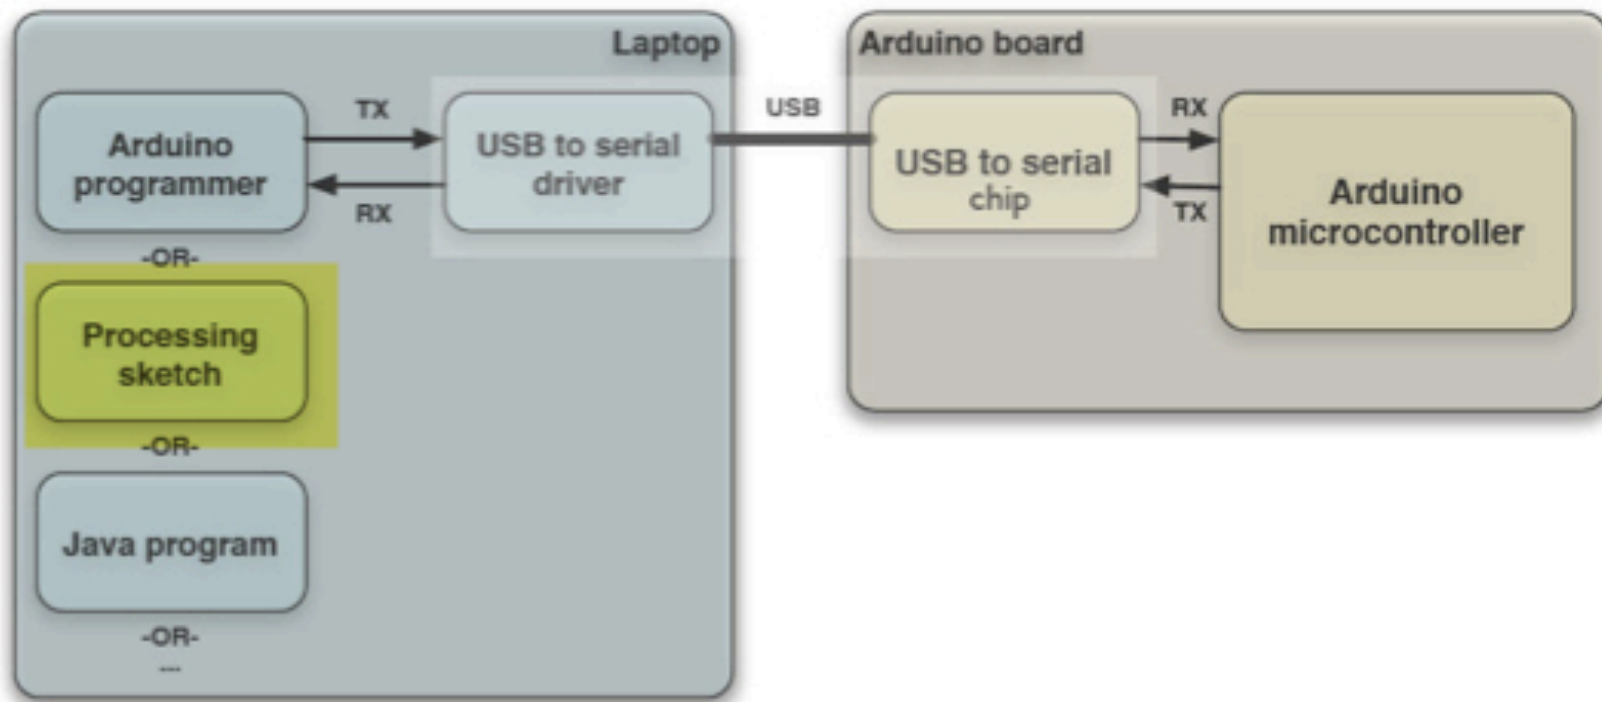 Laptop
Arduino board
Arduino
programmer
TX
RX
USB to serial
driver
USB
USB to serial
chip
RX
TX
Arduino
microcontroller
-OR-
Processing
sketch
-OR-
Java program
-OR-
---